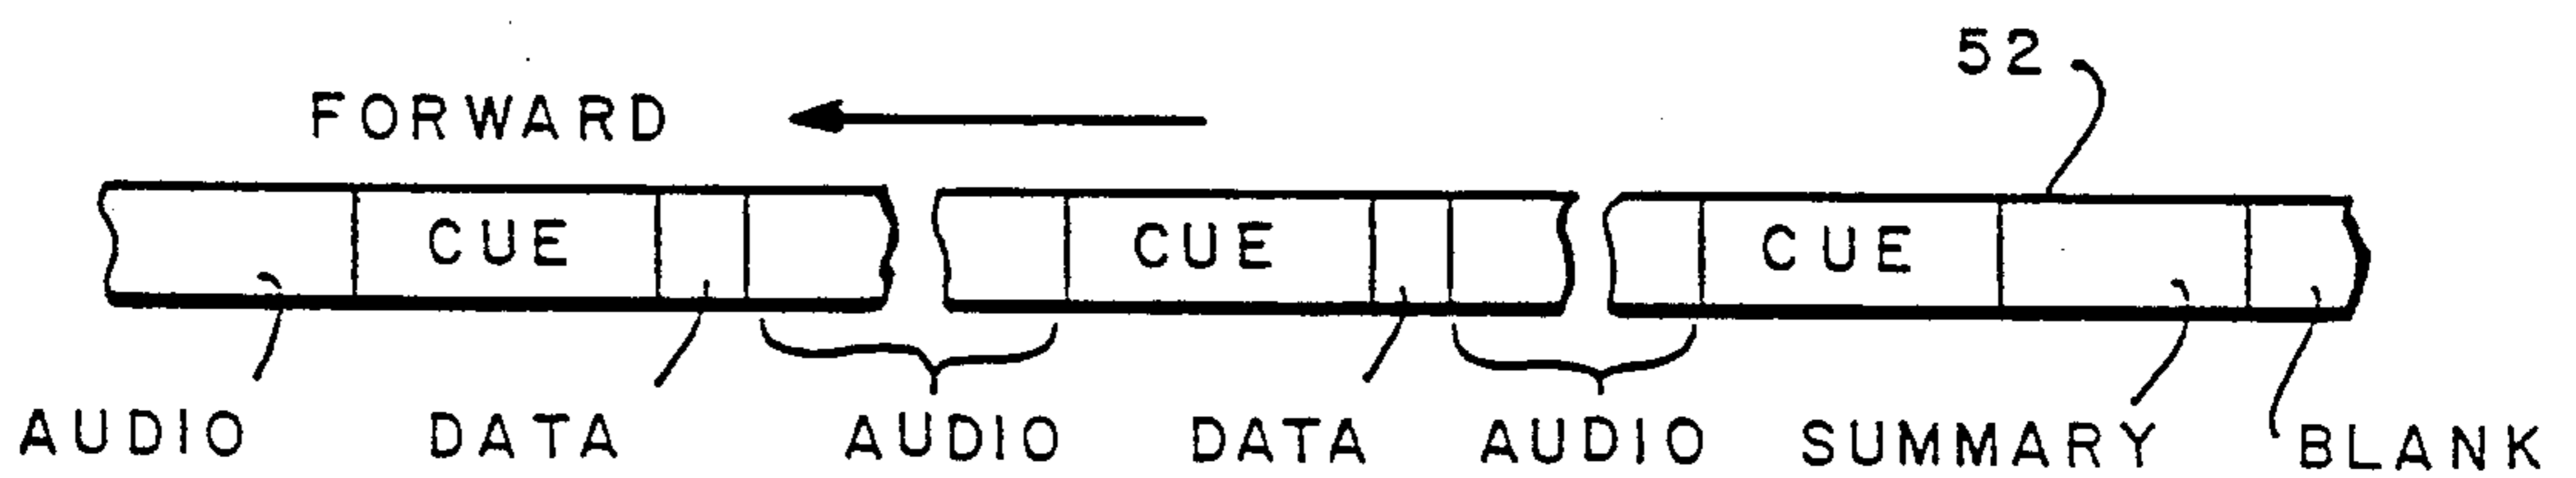 52
FORWARD
CUE CUE CUE
AUDIO DATA AUDIO DATA AUDIO SUMMARY BLANK